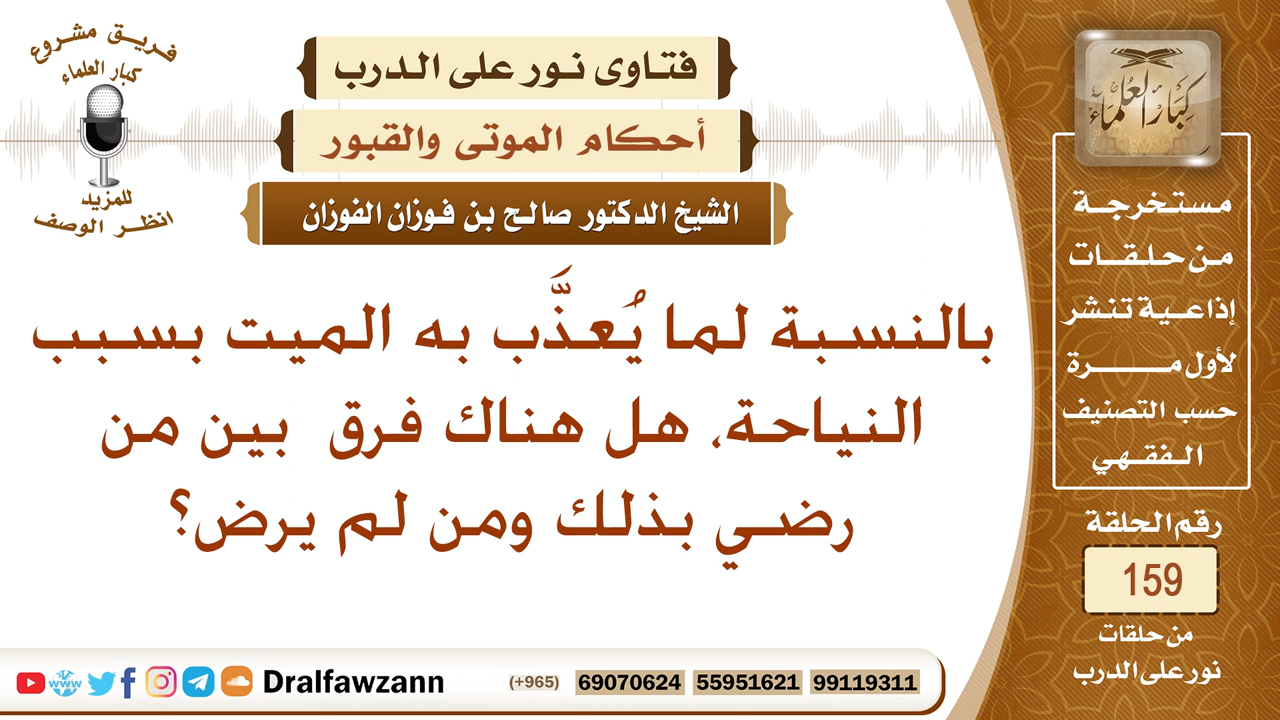 فريق مشروع
كبار العلماء
للمزيد
انظر الوصف
فتاوى نور على الدرب
أحكام الموتى والقبور
الشيخ الدكتور صالح بن فوزان الفوزان
بالنسبة لما يُعذَّب به الميت بسبب
النياحة، هل هناك فرق بين من
رضي بذلك ومن لم يرض؟
كبار العلماء
مستخرجة
من حلقات
إذاعية تنشر
لأول مرة
حسب التصنيف
الفقهي
رقم الحلقة
159
من حلقات
نور على الدرب
www Dralfawzann (+965) 69070624 55951621 99119311